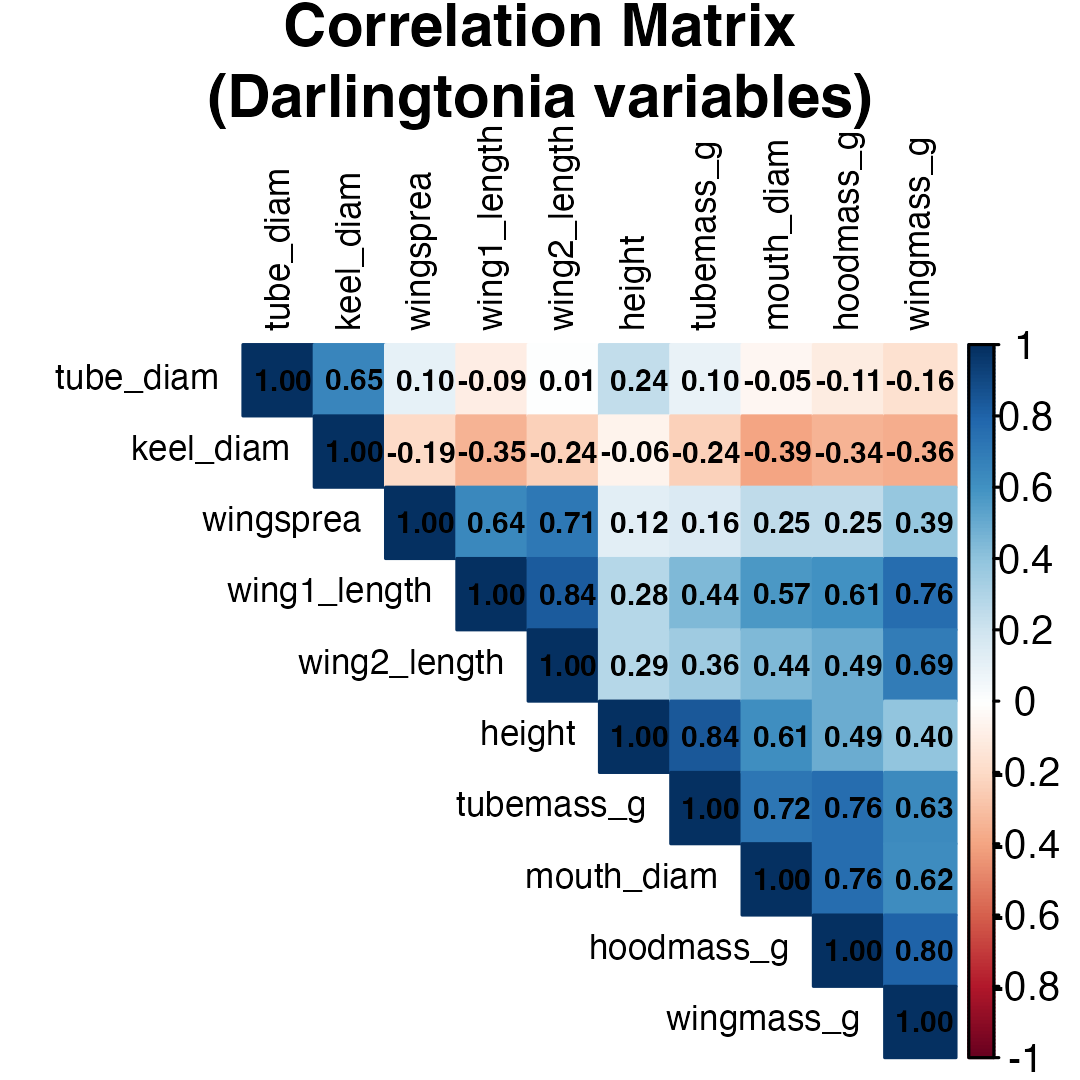 Correlation Matrix
(Darlingtonia variables)
tube_diam keel_diam wingsprea wing1_length wing2_length height tubemass_g mouth_diam hoodmass_g wingmass_g
tube_diam 1.00 0.65 0.10 -0.09 0.01 0.24 0.10 -0.05 -0.11 -0.16
keel_diam 1.00 -0.19 -0.35 -0.24 -0.06 -0.24 -0.39 -0.34 -0.36
wingsprea 1.00 0.64 0.71 0.12 0.16 0.25 0.25 0.39
wing1_length 1.00 0.84 0.28 0.44 0.57 0.61 0.76
wing2_length 1.00 0.29 0.36 0.44 0.49 0.69
height 1.00 0.84 0.61 0.49 0.40
tubemass_g 1.00 0.72 0.76 0.63
mouth_diam 1.00 0.76 0.62
hoodmass_g 1.00 0.80
wingmass_g 1.00
1
0.8
0.6
0.4
0.2
0
-0.2
-0.4
-0.6
-0.8
-1